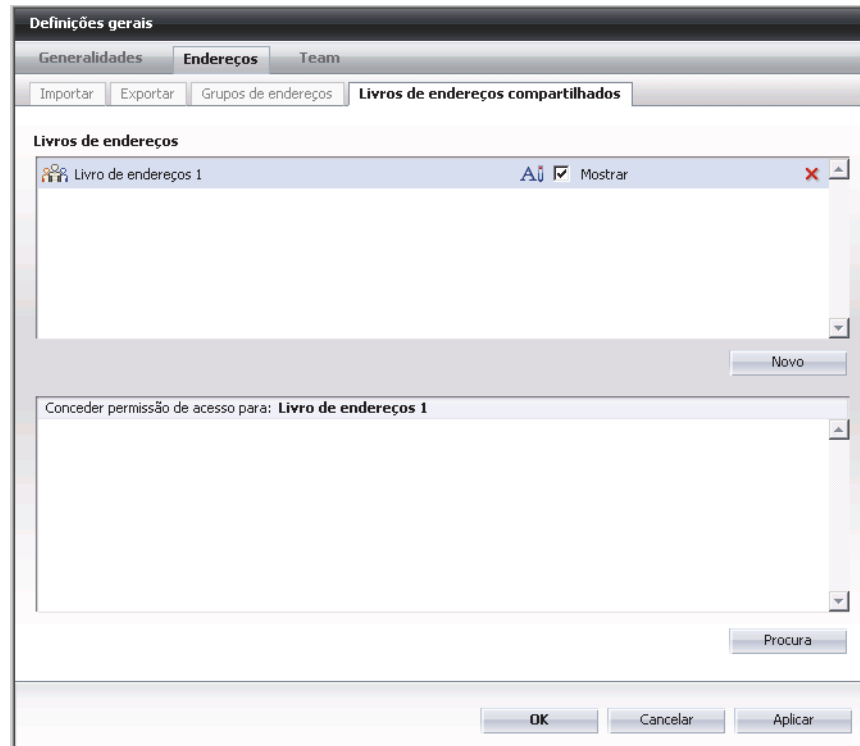 Definições gerais
Generalidades Endereços Team
Importar Exportar Grupos de endereços Livros de endereços compartilhados
Livros de endereços
Livro de endereços 1 Mostrar
Novo
Conceder permissão de acesso para: Livro de endereços 1
Procura
OK Cancelar Aplicar